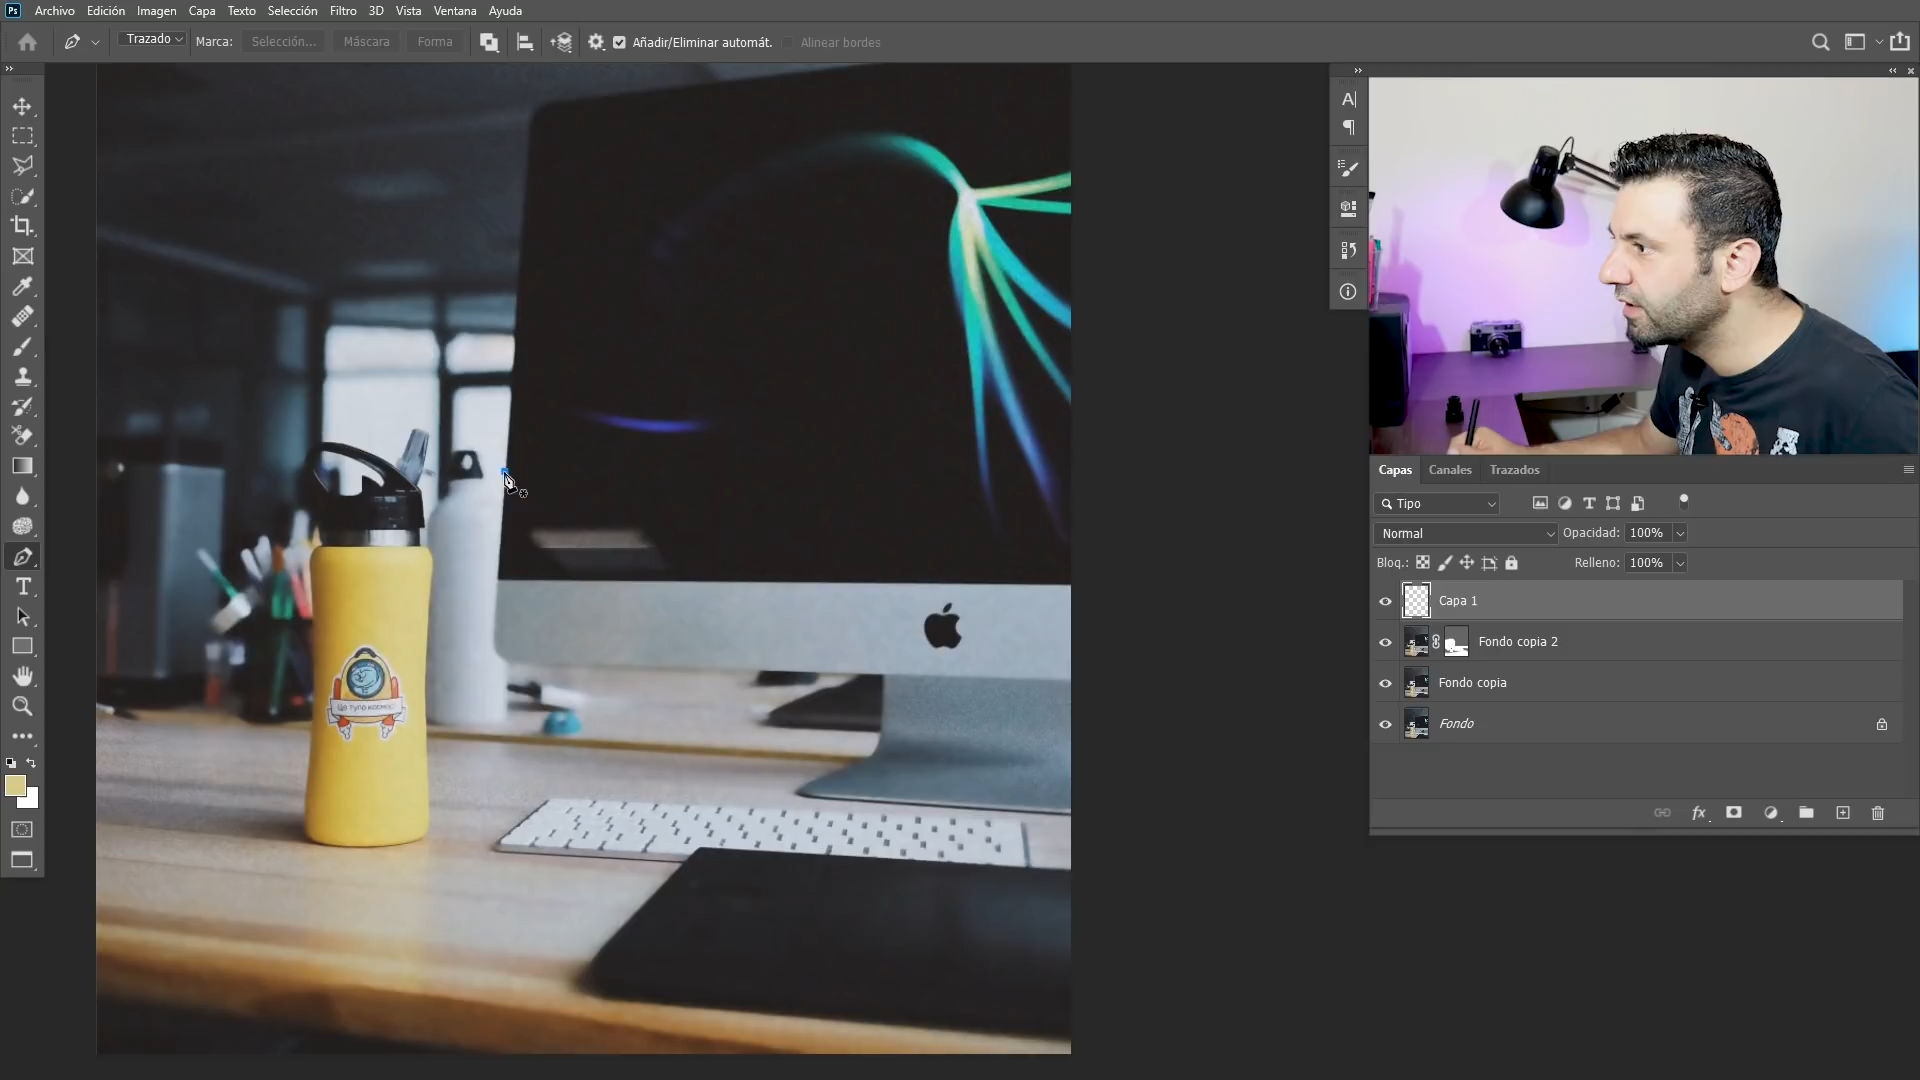 Ps Archivo Edición Imagen Capa Texto Selección Filtro 3D Vista Ventana Ayuda
Trazado Marca: Selección... Máscara Forma Añadir/Eliminar automát. Alinear bordes
Capas Canales Trazados
Tipo
Normal Opacidad: 100%
Bloq.: Relleno: 100%
Capa 1
Fondo copia 2
Fondo copia
Fondo
fx